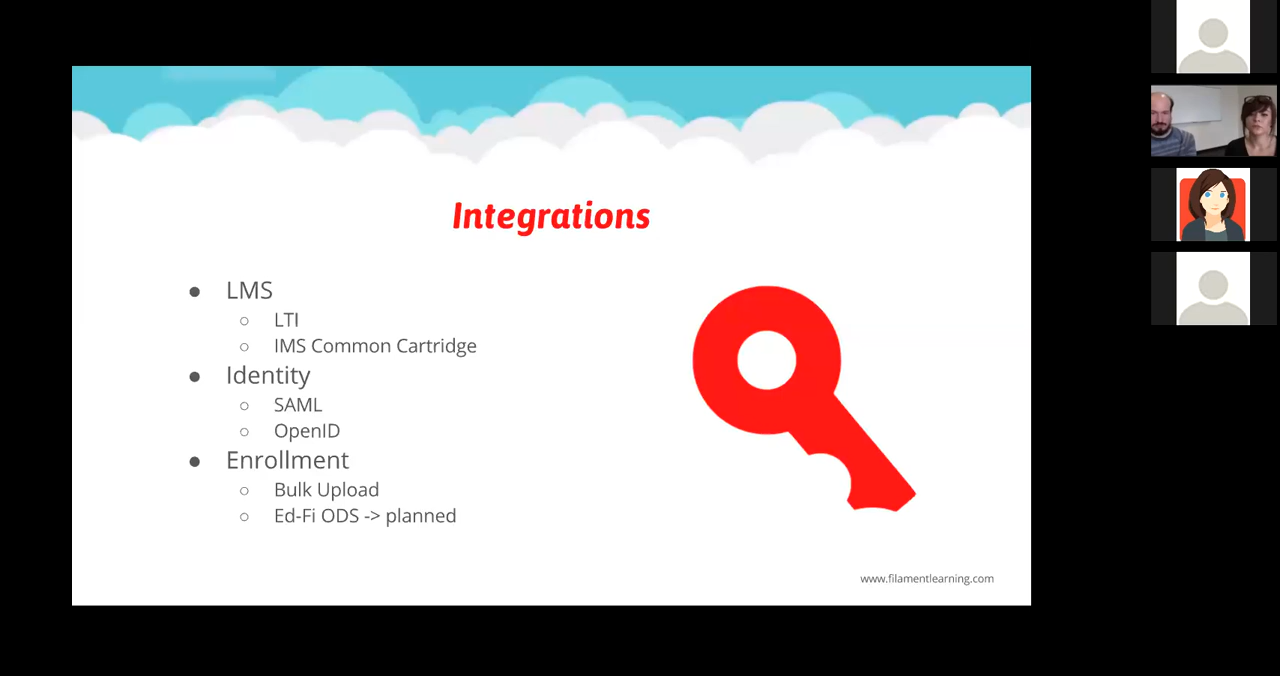 Integrations
LMS
LTI
IMS Common Cartridge
Identity
SAML
OpenID
Enrollment
Bulk Upload
Ed-Fi ODS -> planned
www.filamentlearning.com